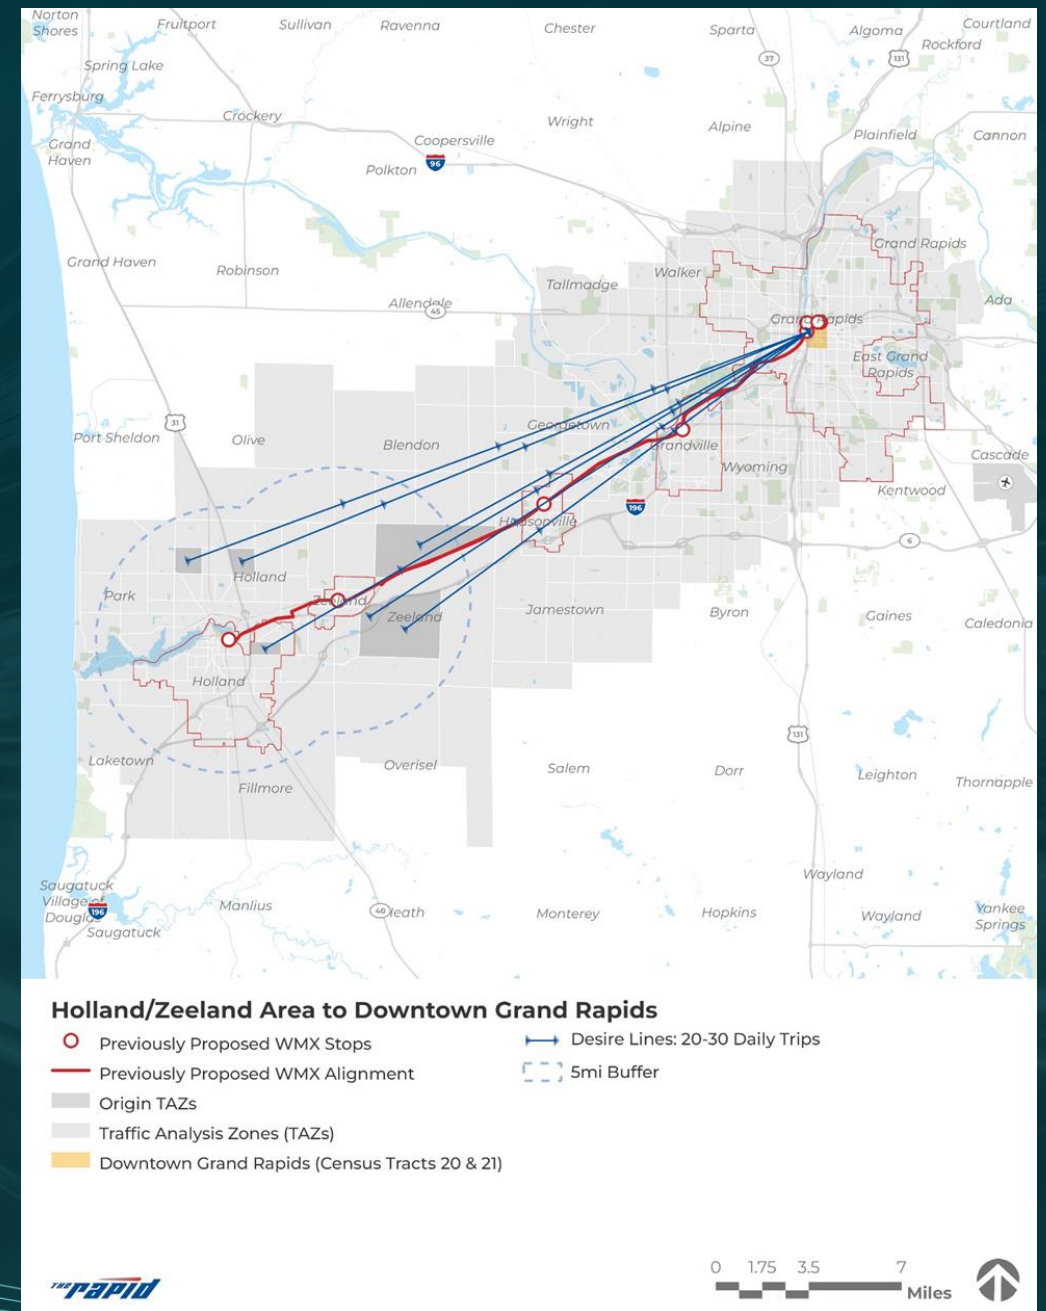 Norton
Shores
Fruitport
Sullivan
Ravenna
Chester
Sparta
Algoma
Courtland
Rockford
37
131
Spring Lake
Ferrysburg
Crockery
Wright
Alpine
Plainfield
Cannon
Grand
Haven
Coopersville
Polkton
96
Grand Haven
Robinson
Walker
Grand Rapids
Tallmadge
Allendale
45
Ada
Grand Rapids
East Grand
Rapids
31
Port Sheldon
Olive
Blendon
Georgetown
Grandville
Wyoming
Cascade
Kentwood
196
Hudsonville
6
Holland
Park
Zeeland
Zeeland
Jamestown
Byron
Gaines
Caledonia
Holland
131
Laketown
Overisel
Salem
Dorr
Leighton
Thornapple
Fillmore
Wayland
Saugatuck
Village of
Douglas
196
Saugatuck
Manlius
40
Heath
Monterey
Hopkins
Wayland
Yankee
Springs
Holland/Zeeland Area to Downtown Grand Rapids
Previously Proposed WMX Stops
Previously Proposed WMX Alignment
Origin TAZs
Traffic Analysis Zones (TAZs)
Downtown Grand Rapids (Census Tracts 20 & 21)
Desire Lines: 20-30 Daily Trips
5mi Buffer
THE rapid
0 1.75 3.5 7
Miles